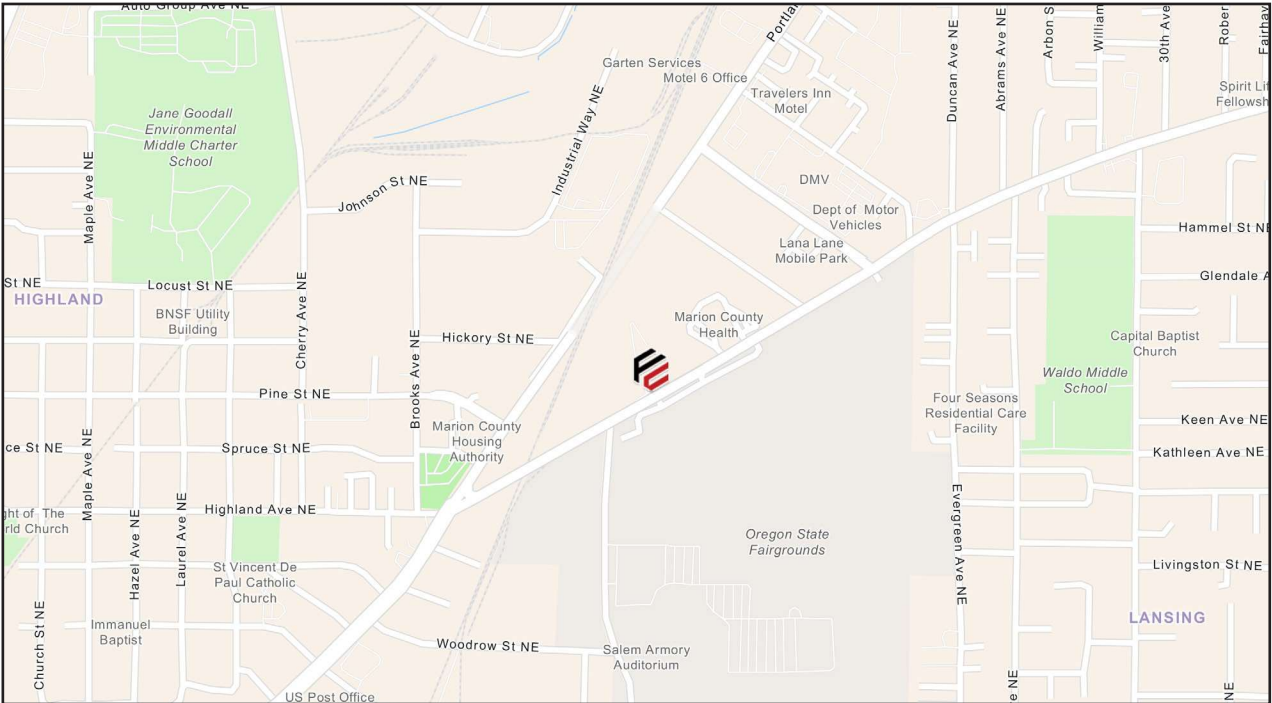 Auto Group Ave NE
Portla
Duncan Ave NE
Abrams Ave NE
Arbon S
William
30th Ave
Rober
Fairhav
Garten Services
Motel 6 Office
Travelers Inn
Motel
Spirit Lif
Fellowsh
Jane Goodall
Environmental
Middle Charter
School
Industrial Way NE
Maple Ave NE
Johnson St NE
DMV
Dept of Motor
Vehicles
Lana Lane
Mobile Park
Hammel St NE
Glendale A
St NE
HIGHLAND
Locust St NE
BNSF Utility
Building
Cherry Ave NE
Hickory St NE
Marion County
Health
Capital Baptist
Church
Waldo Middle
School
Brooks Ave NE
Pine St NE
Four Seasons
Residential Care
Facility
Marion County
Housing
Authority
Keen Ave NE
Kathleen Ave NE
ce St NE
Maple Ave NE
Spruce St NE
Highland Ave NE
ght of The
rld Church
Hazel Ave NE
Laurel Ave NE
Evergreen Ave NE
Oregon State
Fairgrounds
St Vincent De
Paul Catholic
Church
Livingston St NE
LANSING
Church St NE
Immanuel
Baptist
Woodrow St NE
Salem Armory
Auditorium
US Post Office
e NE
NE